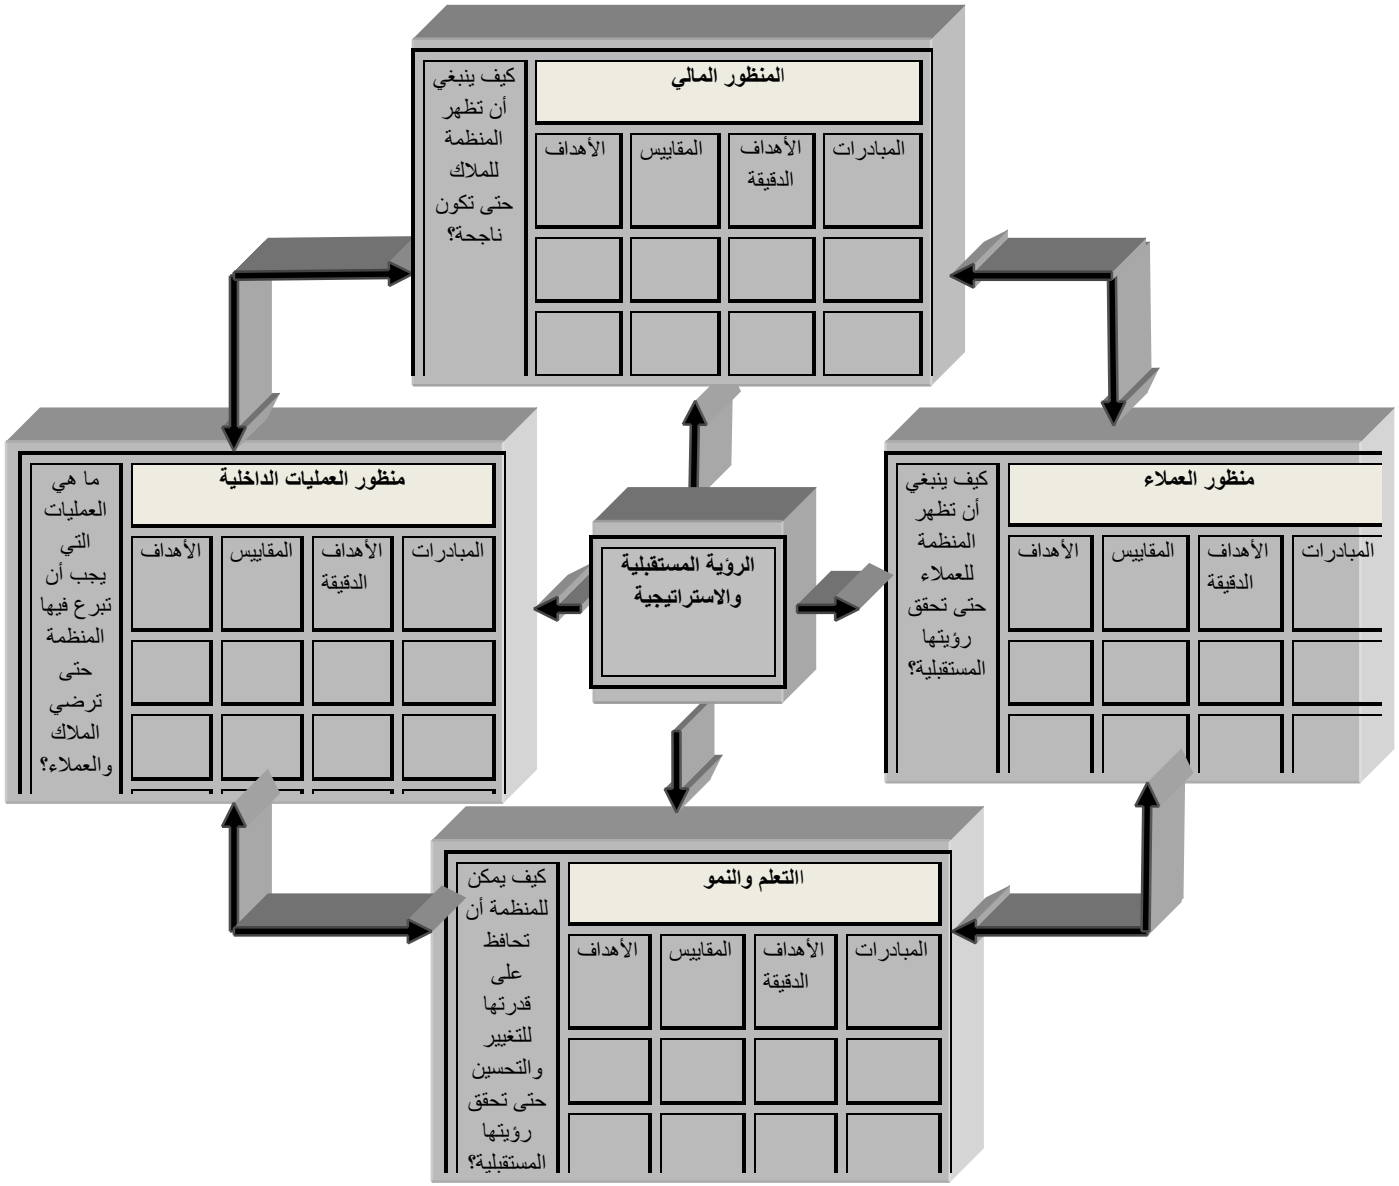 المنظور المالي
كيف ينبغي
أن تظهر
المنظمة
للملاك
حتى تكون
ناجحة؟
المبادرات
الأهداف
الدقيقة
المقاييس
الأهداف
منظور العملاء
كيف ينبغي
أن تظهر
المنظمة
للعملاء
حتى تحقق
رؤيتها
المستقبلية؟
المبادرات
الأهداف
الدقيقة
المقاييس
الأهداف
الرؤية المستقبلية
والاستراتيجية
منظور العمليات الداخلية
ما هي
العمليات
التي
يجب أن
تبرع فيها
المنظمة
حتى
ترضي
الملاك
والعملاء؟
المبادرات
الأهداف
الدقيقة
المقاييس
الأهداف
االتعلم والنمو
كيف يمكن
للمنظمة أن
تحافظ
على
قدرتها
للتغيير
والتحسين
حتى تحقق
رؤيتها
المستقبلية؟
المبادرات
الأهداف
الدقيقة
المقاييس
الأهداف